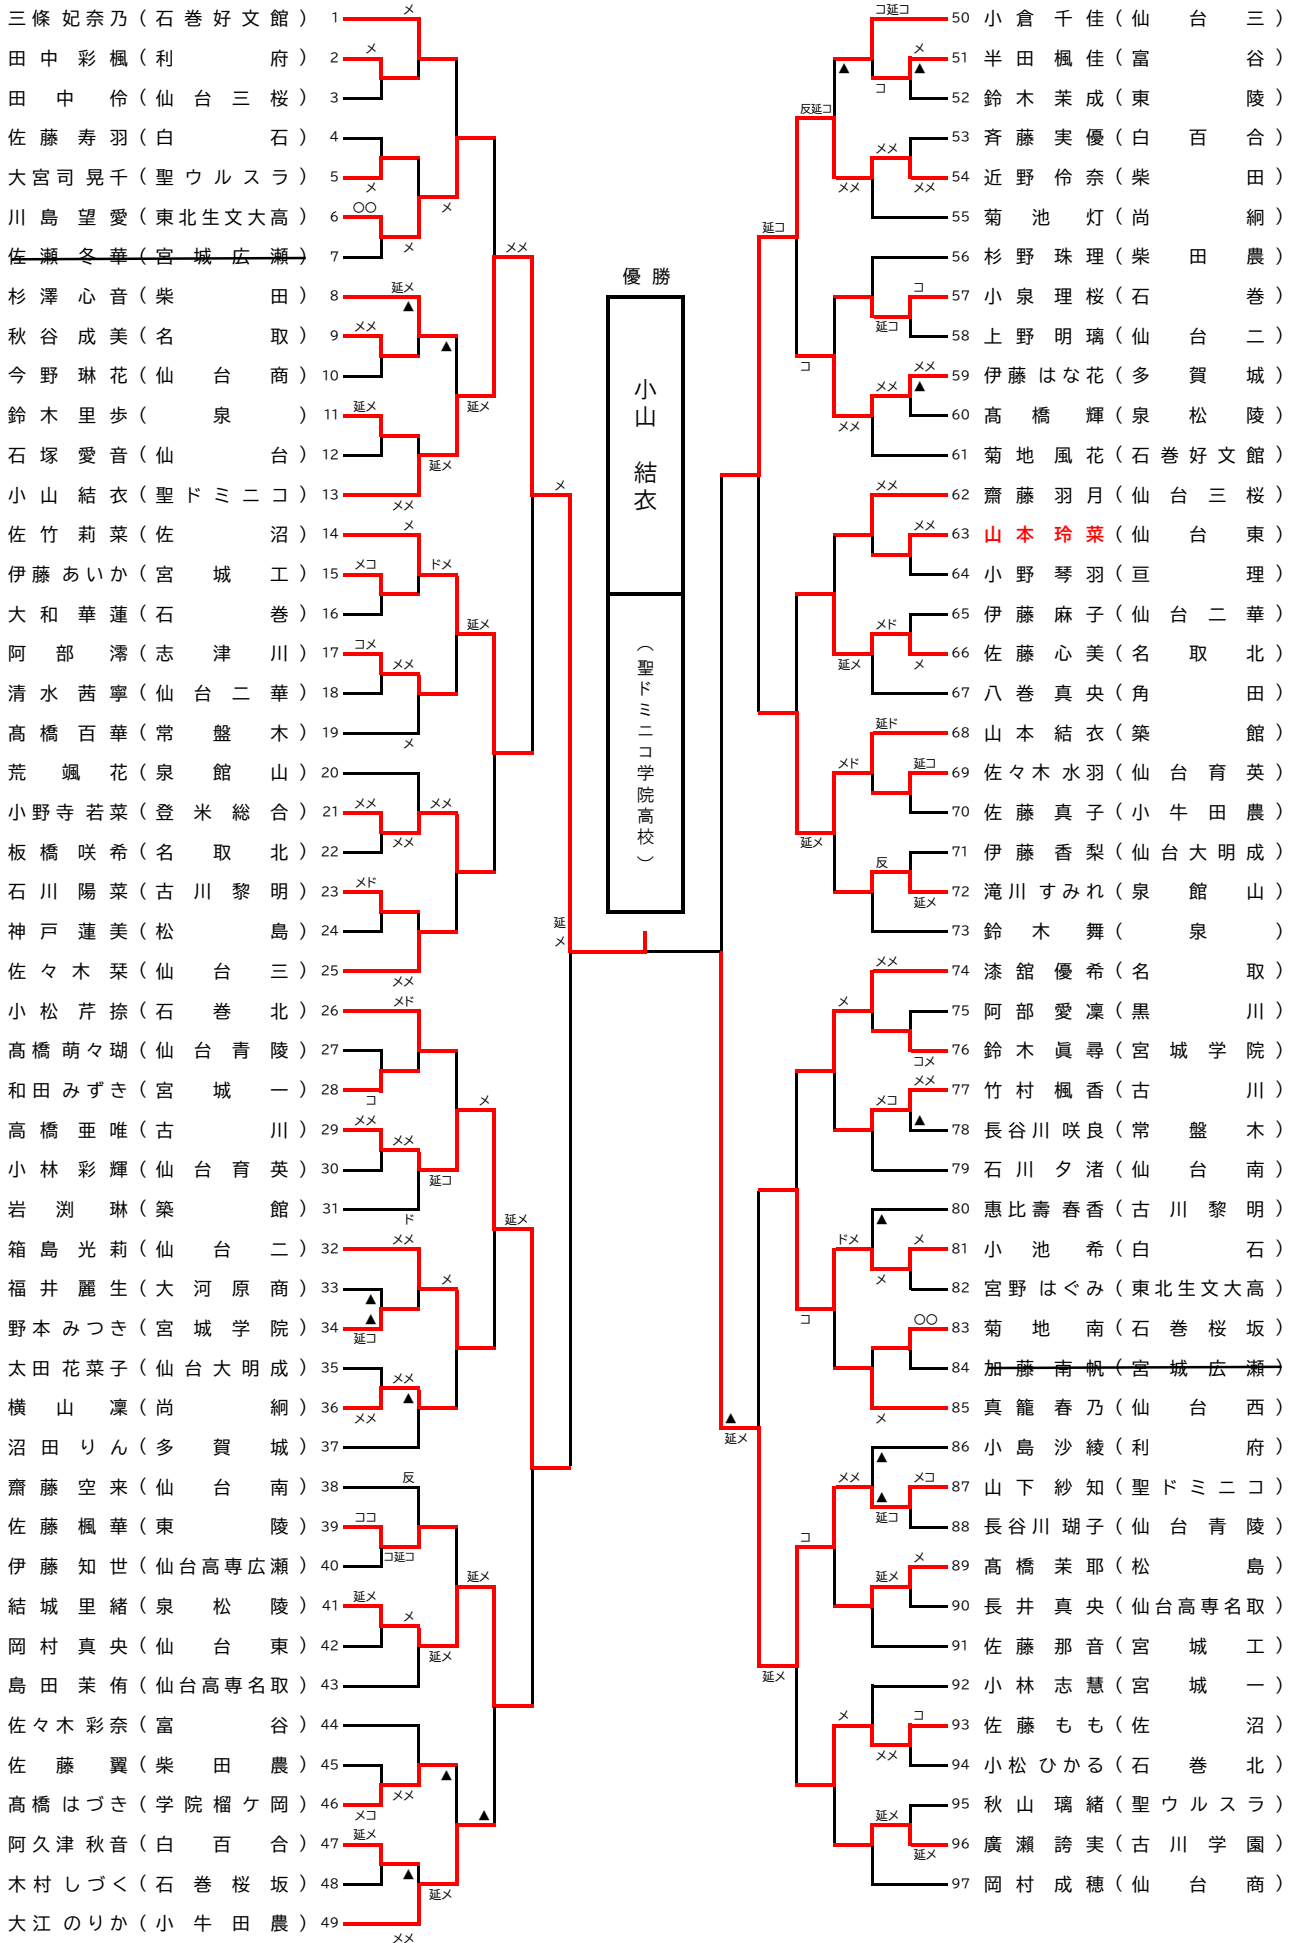 三條 妃奈乃 ( 石巻好文館 ) 1
田中 彩楓 ( 利府 ) 2
田中 伶 ( 仙台三桜 ) 3
佐藤 寿羽 ( 白石 ) 4
大宮司 晃千 ( 聖ウルスラ ) 5
川島 望愛 ( 東北生文大高 ) 6
佐瀬 冬華 ( 宮城広瀬 ) 7
杉澤 心音 ( 柴田 ) 8
秋谷 成美 ( 名取 ) 9
今野 琳花 ( 仙台商 ) 10
鈴木 里歩 ( 泉 ) 11
石塚 愛音 ( 仙台 ) 12
小山 結衣 ( 聖ドミニコ ) 13
佐竹 莉菜 ( 佐沼 ) 14
伊藤 あいか ( 宮城工 ) 15
大和 華蓮 ( 石巻 ) 16
阿部 澪 ( 志津川 ) 17
清水 茜寧 ( 仙台二華 ) 18
髙橋 百華 ( 常盤木 ) 19
荒 颯花 ( 泉館山 ) 20
小野寺 若菜 ( 登米総合 ) 21
板橋 咲希 ( 名取北 ) 22
石川 陽菜 ( 古川黎明 ) 23
神戸 蓮美 ( 松島 ) 24
佐々木 栞 ( 仙台三 ) 25
小松 芹捺 ( 石巻北 ) 26
髙橋 萌々瑚 ( 仙台青陵 ) 27
和田 みずき ( 宮城一 ) 28
高橋 亜唯 ( 古川 ) 29
小林 彩輝 ( 仙台育英 ) 30
岩渕 琳 ( 築館 ) 31
箱島 光莉 ( 仙台二 ) 32
福井 麗生 ( 大河原商 ) 33
野本 みつき ( 宮城学院 ) 34
太田 花菜子 ( 仙台大明成 ) 35
横山 凜 ( 尚絅 ) 36
沼田 りん ( 多賀城 ) 37
齋藤 空来 ( 仙台南 ) 38
佐藤 楓華 ( 東陵 ) 39
伊藤 知世 ( 仙台高専広瀬 ) 40
結城 里緒 ( 泉松陵 ) 41
岡村 真央 ( 仙台東 ) 42
島田 茉侑 ( 仙台高専名取 ) 43
佐々木 彩奈 ( 富谷 ) 44
佐藤 翼 ( 柴田農 ) 45
髙橋 はづき ( 学院榴ケ岡 ) 46
阿久津 秋音 ( 白百合 ) 47
木村 しづく ( 石巻桜坂 ) 48
大江 のりか ( 小牛田農 ) 49
優勝
小山 結衣
（聖ドミニコ学院高校）
50 小倉 千佳 ( 仙台三 )
51 半田 楓佳 ( 富谷 )
52 鈴木 茉成 ( 東陵 )
53 斉藤 実優 ( 白百合 )
54 近野 伶奈 ( 柴田 )
55 菊池 灯 ( 尚絅 )
56 杉野 珠理 ( 柴田農 )
57 小泉 理桜 ( 石巻 )
58 上野 明璃 ( 仙台二 )
59 伊藤 はな花 ( 多賀城 )
60 髙橋 輝 ( 泉松陵 )
61 菊地 風花 ( 石巻好文館 )
62 齋藤 羽月 ( 仙台三桜 )
63 山本 玲菜 ( 仙台東 )
64 小野 琴羽 ( 亘理 )
65 伊藤 麻子 ( 仙台二華 )
66 佐藤 心美 ( 名取北 )
67 八巻 真央 ( 角田 )
68 山本 結衣 ( 築館 )
69 佐々木 水羽 ( 仙台育英 )
70 佐藤 真子 ( 小牛田農 )
71 伊藤 香梨 ( 仙台大明成 )
72 滝川 すみれ ( 泉館山 )
73 鈴木 舞 ( 泉 )
74 漆舘 優希 ( 名取 )
75 阿部 愛凜 ( 黒川 )
76 鈴木 眞尋 ( 宮城学院 )
77 竹村 楓香 ( 古川 )
78 長谷川 咲良 ( 常盤木 )
79 石川 夕渚 ( 仙台南 )
80 惠比壽 春香 ( 古川黎明 )
81 小池 希 ( 白石 )
82 宮野 はぐみ ( 東北生文大高 )
83 菊地 南 ( 石巻桜坂 )
84 加藤 南帆 ( 宮城広瀬 )
85 真籠 春乃 ( 仙台西 )
86 小島 沙綾 ( 利府 )
87 山下 紗知 ( 聖ドミニコ )
88 長谷川 瑚子 ( 仙台青陵 )
89 髙橋 茉耶 ( 松島 )
90 長井 真央 ( 仙台高専名取 )
91 佐藤 那音 ( 宮城工 )
92 小林 志慧 ( 宮城一 )
93 佐藤 もも ( 佐沼 )
94 小松 ひかる ( 石巻北 )
95 秋山 璃緒 ( 聖ウルスラ )
96 廣瀬 誇実 ( 古川学園 )
97 岡村 成穂 ( 仙台商 )